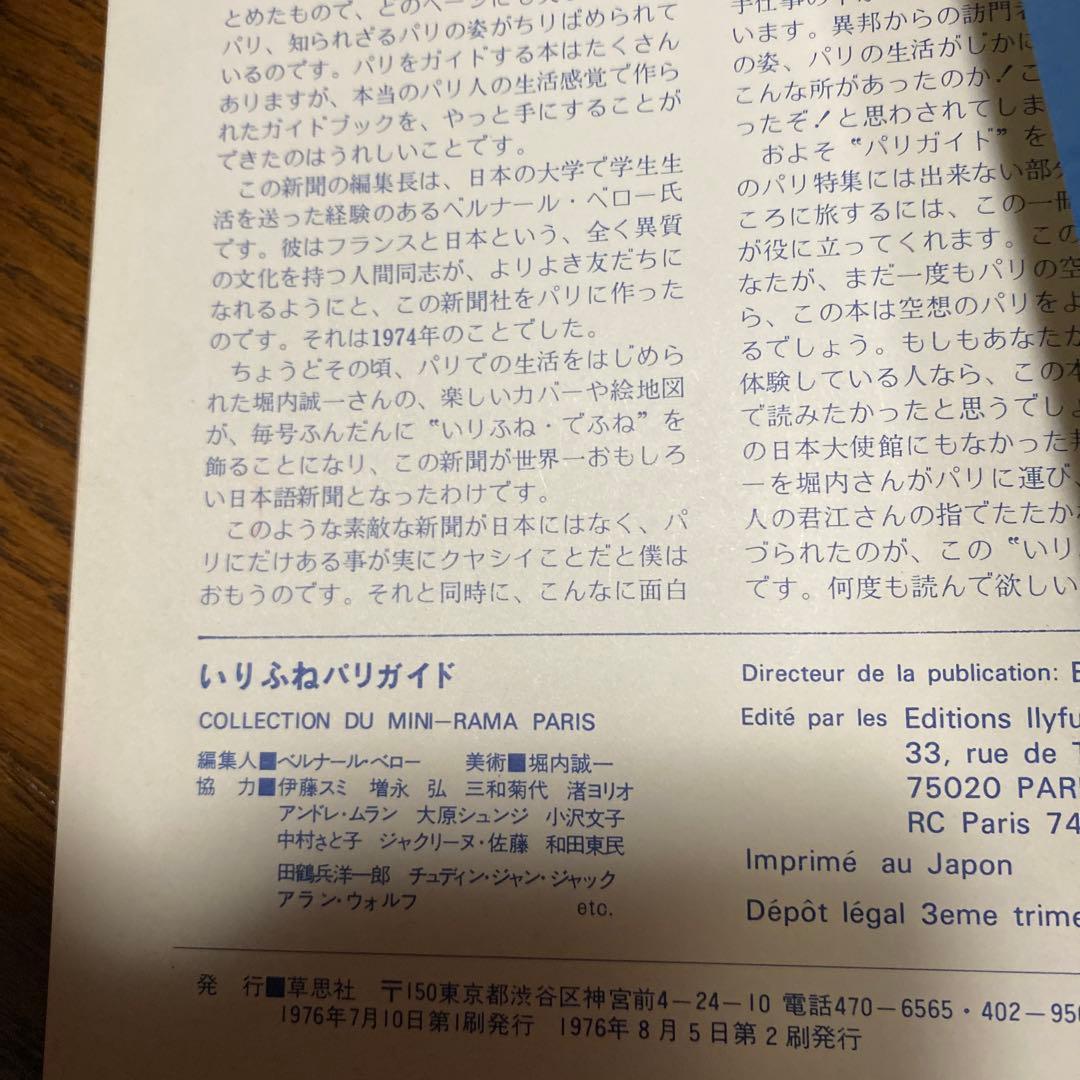 とめたもので、どのページにも
パリ、知られざるパリの姿がちりばめられて
いるのです。パリをガイドする本はたくさん
ありますが、本当のパリ人の生活感覚で作ら
れたガイドブックを、やっと手にすることが
できたのはうれしいことです。
この新聞の編集長は、日本の大学で学生生
活を送った経験のあるベルナール・ベロー氏
です。彼はフランスと日本という、全く異質
の文化を持つ人間同志が、よりよき友だちに
なれるようにと、この新聞社をパリに作った
のです。それは1974年のことでした。
ちょうどその頃、パリでの生活をはじめら
れた堀内誠一さんの、楽しいカバーや絵地図
が、毎号ふんだんに〝いりふね・でふね〟を
飾ることになり、この新聞が世界一おもしろ
い日本語新聞となったわけです。
このような素敵な新聞が日本にはなく、パ
リにだけある事が実にクヤシイことだと僕は
おもうのです。それと同時に、こんなに面白
手仕事の
います。異邦からの訪門者
の姿、パリの生活がじかに
こんな所があったのか!こ
ったぞ!と思わされてしま
およそ〝パリガイド〟を
のパリ特集には出来ない部分
ころに旅するには、この一冊
が役に立ってくれます。この
なたが、まだ一度もパリの空
ら、この本は空想のパリをよ
るでしょう。もしもあなたが
体験している人なら、この本
で読みたかったと思うでしょ
の日本大使館にもなかった邦
ーを堀内さんがパリに運び、
人の君江さんの指でたたかれ
づられたのが、この〝いり
です。何度も読んで欲しい
いりふねパリガイド
COLLECTION DU MINI-RAMA PARIS
編集人■ベルナール・ベロー 美術■堀内誠一
協 力■伊藤スミ 増永 弘 三和菊代 渚ヨリオ
アンドレ・ムラン 大原シュンジ 小沢文子
中村さと子 ジャクリーヌ・佐藤 和田東民
田鶴兵洋一郎 チュディン・ジャン・ジャック
アラン・ウォルフ etc.
Directeur de la publication:
Edité par les Editions Ilyfu
33, rue de
75020 PAR
RC Paris 74
Imprimé au Japon
Dépôt légal 3eme trime
発 行■草思社 〒150東京都渋谷区神宮前4-24-10 電話470-6565・402-950
1976年7月10日第1刷発行 1976年8月5日第2刷発行